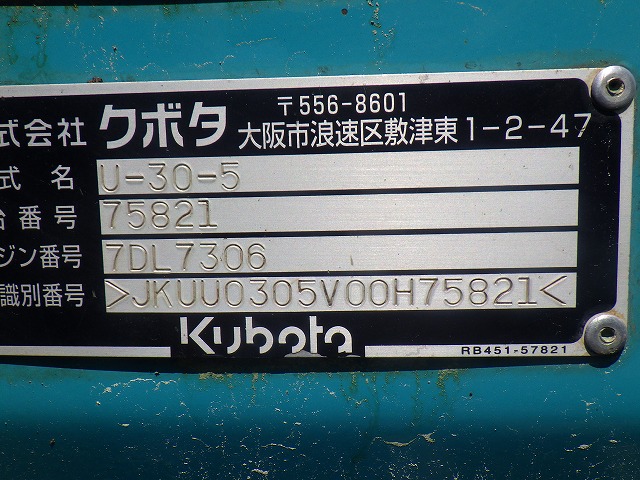 式会社 クボタ 〒556-8601
大阪市浪速区敷津東1-2-47
式名 U-30-5
台番号 75821
ジン番号 7DL7306
識別番号 >JKUU0305V00H75821<
Kubota
RB451-57821